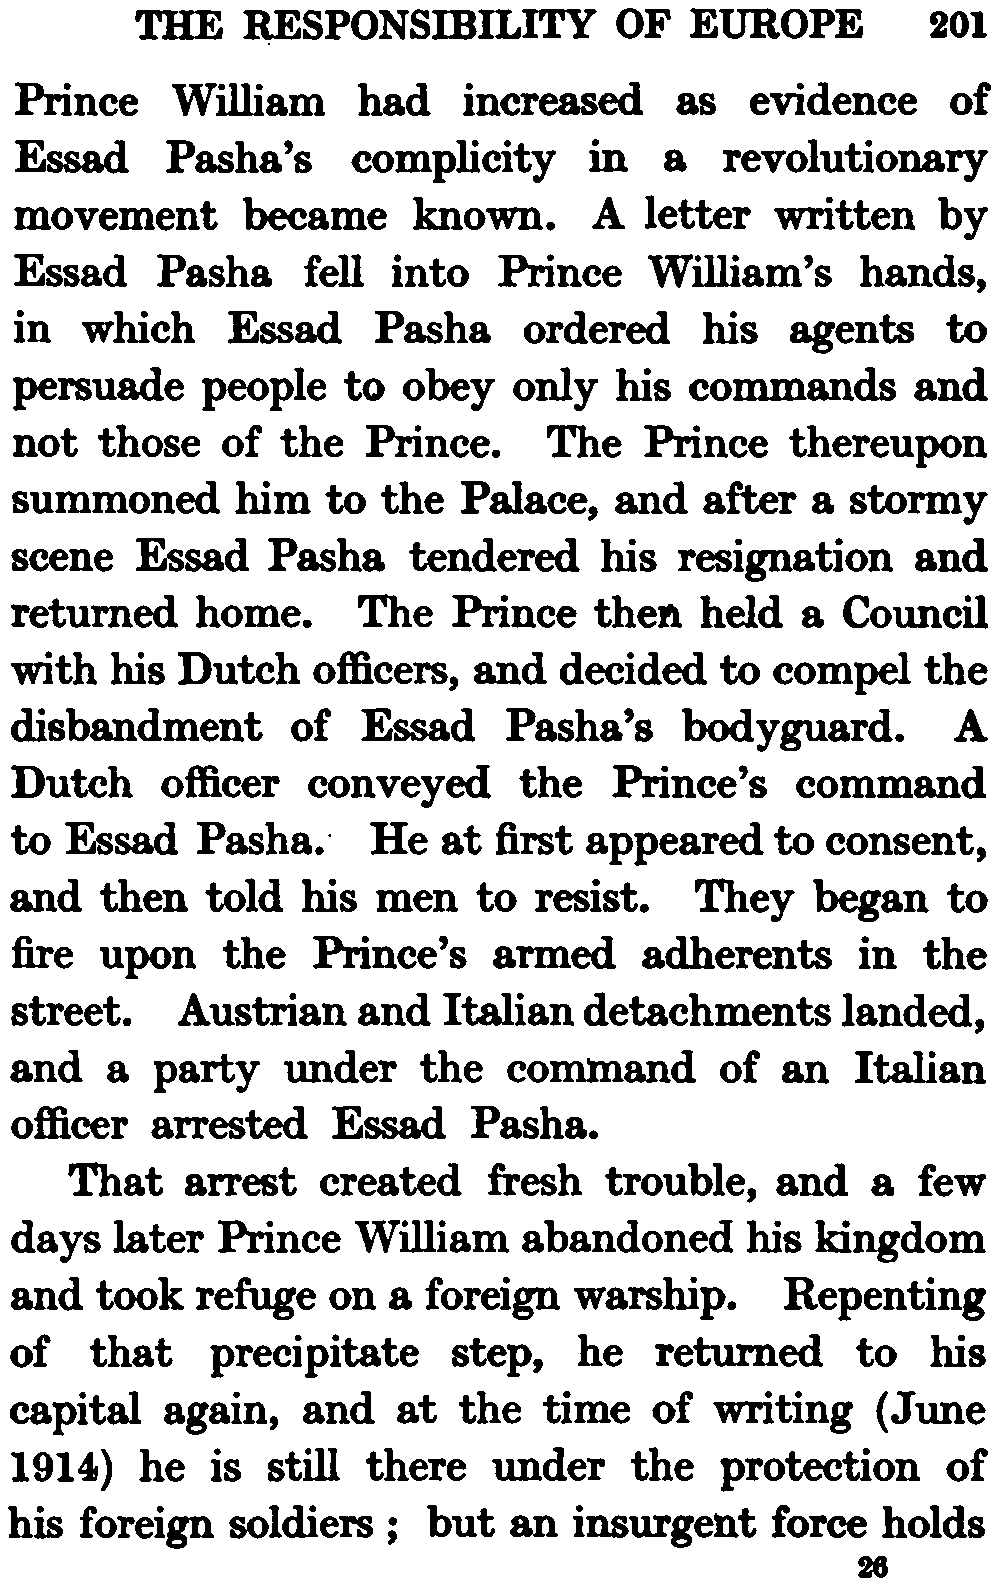 THE RESPONSIBILITY OF EUROPE 201
Prince William had increased as evidence of
Essad Pasha's complicity in a revolutionary
movement became known. A letter written by
Essad Pasha fell into Prince William's hands,
in which Essad Pasha ordered his agents to
persuade people to obey only his commands and
not those of the Prince. The Prince thereupon
summoned him to the Palace, and after a stormy
scene Essad Pasha tendered his resignation and
returned home. The Prince then held a Council
with his Dutch officers, and decided to compel the
disbandment of Essad Pasha's bodyguard. A
Dutch officer conveyed the Prince's command
to Essad Pasha. He at first appeared to consent,
and then told his men to resist. They began to
fire upon the Prince's armed adherents in the
street. Austrian and Italian detachments landed,
and a party under the command of an Italian
officer arrested Essad Pasha.
That arrest created fresh trouble, and a few
days later Prince William abandoned his kingdom
and took refuge on a foreign warship. Repenting
of that precipitate step, he returned to his
capital again, and at the time of writing (June
1914) he is still there under the protection of
his foreign soldiers ; but an insurgent force holds
26